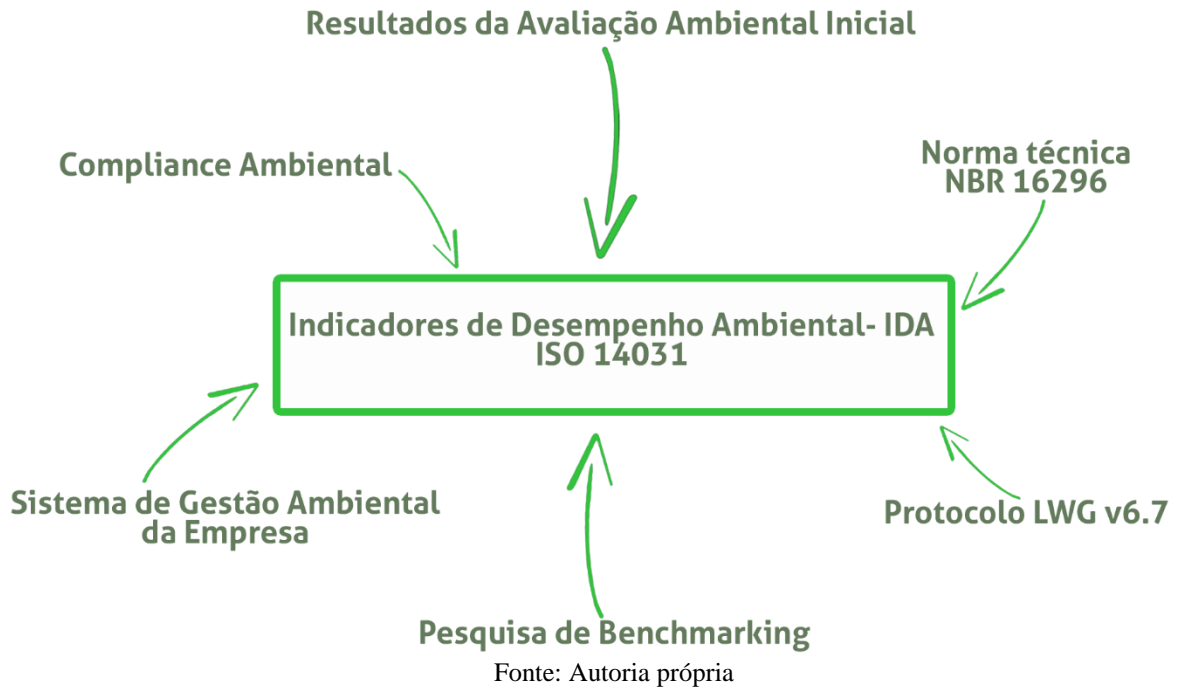 Resultados da Avaliação Ambiental Inicial
Compliance Ambiental
Norma técnica
NBR 16296
Indicadores de Desempenho Ambiental- IDA
ISO 14031
Sistema de Gestão Ambiental
da Empresa
Protocolo LWG v6.7
Pesquisa de Benchmarking
Fonte: Autoria própria